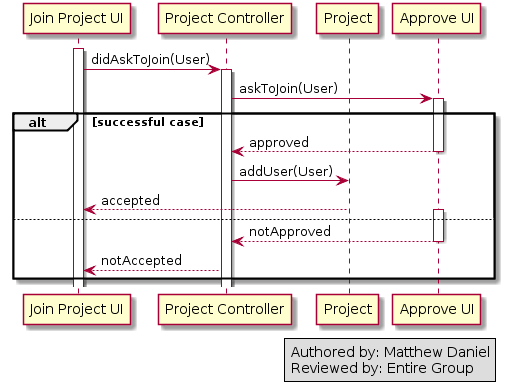 Join Project UI Project Controller Project Approve UI
didAskToJoin(User)
askToJoin(User)
alt [successful case]
approved
addUser(User)
accepted
notApproved
notAccepted
Join Project UI Project Controller Project Approve UI
Authored by: Matthew Daniel
Reviewed by: Entire Group